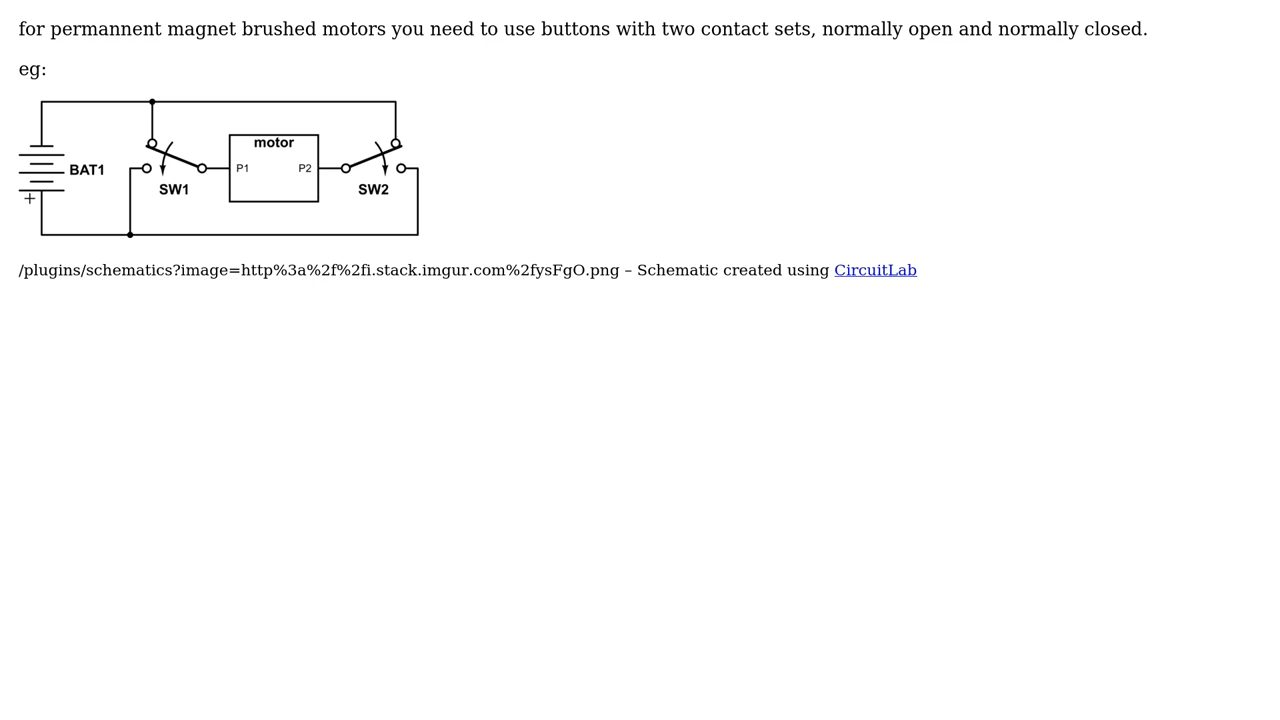 for permannent magnet brushed motors you need to use buttons with two contact sets, normally open and normally closed.
eg:
motor
P1
P2
BAT1
SW1
SW2
+
/plugins/schematics?image=http%3a%2f%2fi.stack.imgur.com%2fysFgO.png – Schematic created using CircuitLab